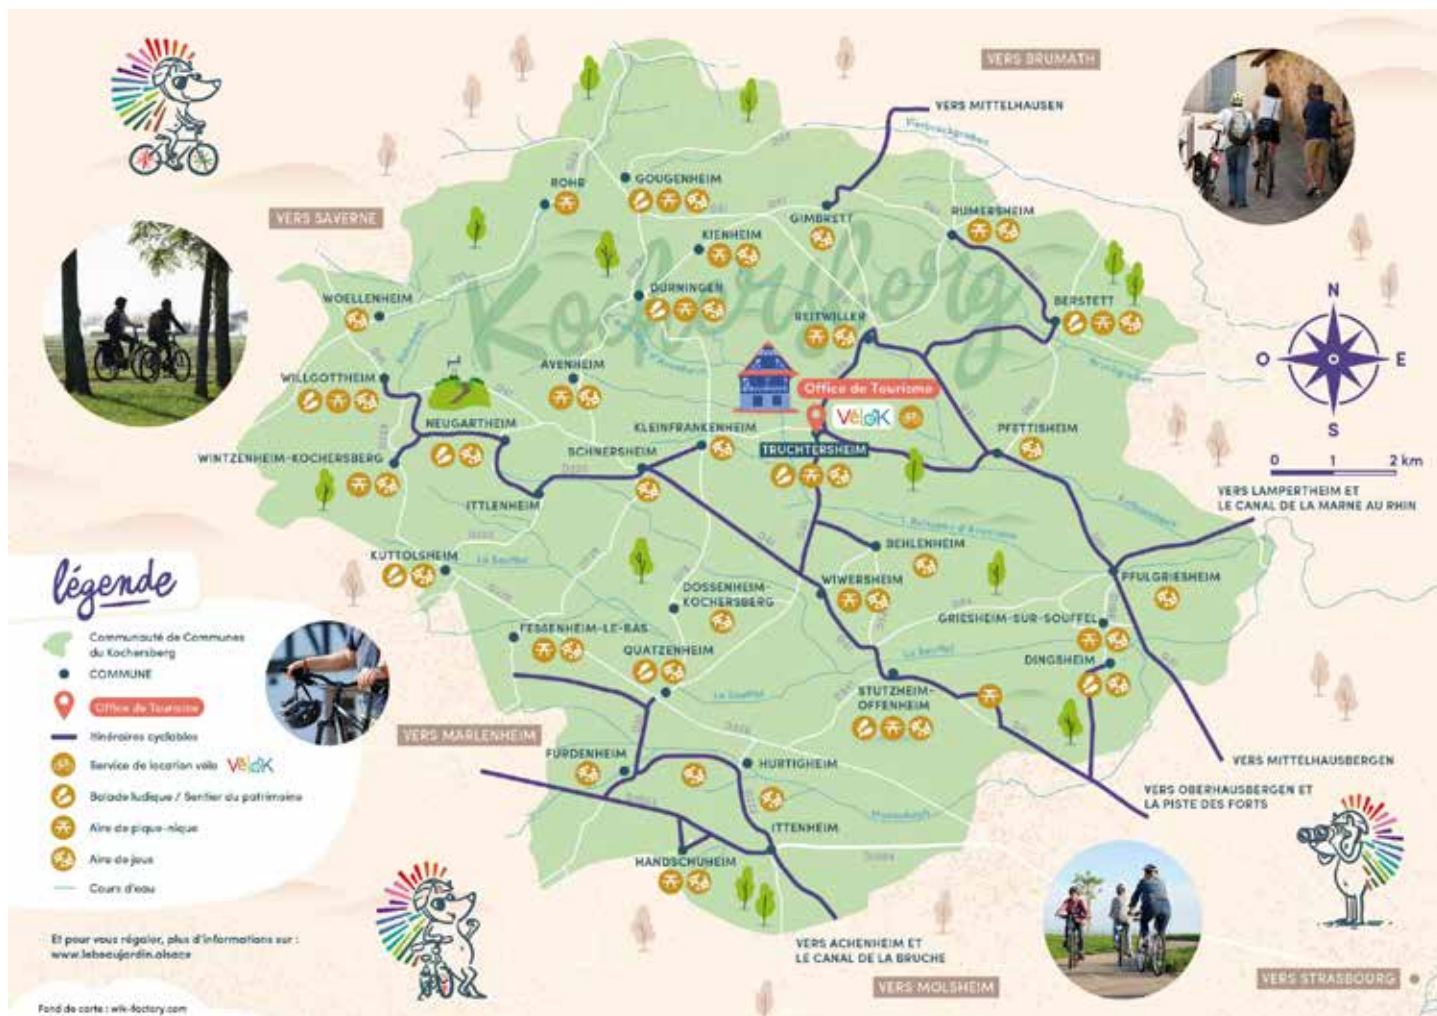 VERS BRUMATH
VERS MITTELHAUSEN
VERS SAVERNE
ROHR
GOUGENHEIM
GIMBRETT
RUMERSHEIM
KIENHEIM
Kochersberg
DURNINGEN
WOELLENHEIM
REITWILLER
BERSTETT
N
O
E
S
AVENHEIM
WILLGOTTHEIM
Office de Tourisme
VélOK
NEUGARTHEIM
KLEINFRANKENHEIM
PFETTISHEIM
SCHNERSHEIM
TRUCHTERSHEIM
WINTZENHEIM-KOCHERSBERG
0 1 2 km
ITTLENHEIM
VERS LAMPERTHEIM ET
LE CANAL DE LA MARNE AU RHIN
BEHLENHEIM
KUTTOLSHEIM
La Souffel
WIWERSHEIM
PFULGRIESHEIM
DOSSENHEIM-
KOCHERSBERG
GRIESHEIM-SUR-SOUFFEL
FESSENHEIM-LE-BAS
QUATZENHEIM
La Souffel
DINGSHEIM
La Souffel
STUTZHEIM-
OFFENHEIM
VERS MARLENHEIM
FURDENHEIM
HURTIGHEIM
VERS MITTELHAUSBERGEN
VERS OBERHAUSBERGEN ET
LA PISTE DES FORTS
ITTENHEIM
HANDSCHUHEIM
VERS ACHENHEIM ET
LE CANAL DE LA BRUCHE
VERS MOLSHEIM
VERS STRASBOURG
légende
Communauté de Communes
du Kochersberg
COMMUNE
Office de Tourisme
Itinéraires cyclables
Service de location vélo VélOK
Balade ludique / Sentier du patrimoine
Aire de pique-nique
Aire de jeux
Cours d'eau
Et pour vous régaler, plus d'informations sur :
www.lebeaujardin.alsace
Fond de carte : wik-factory.com